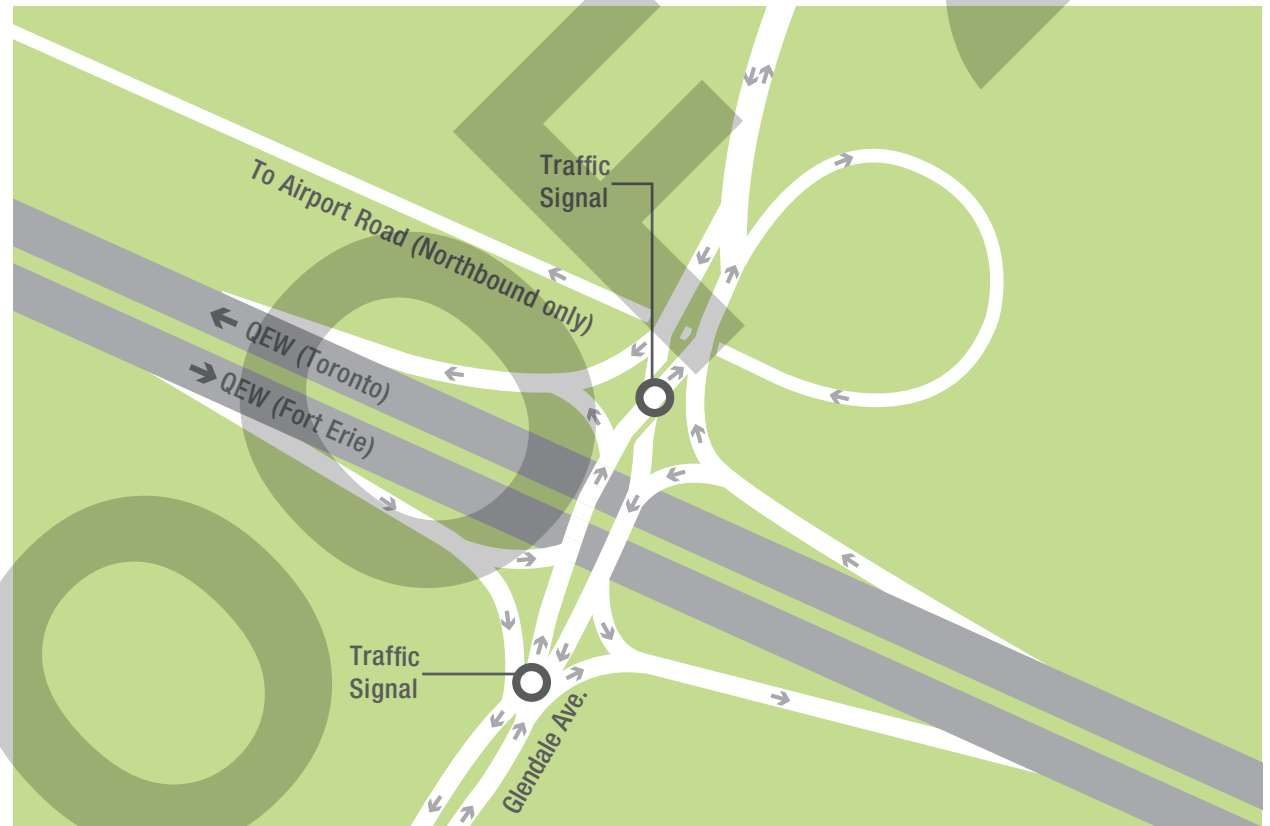 Traffic
Signal
To Airport Road (Northbound only)
QEW (Toronto)
QEW (Fort Erie)
Traffic
Signal
Glendale Ave.